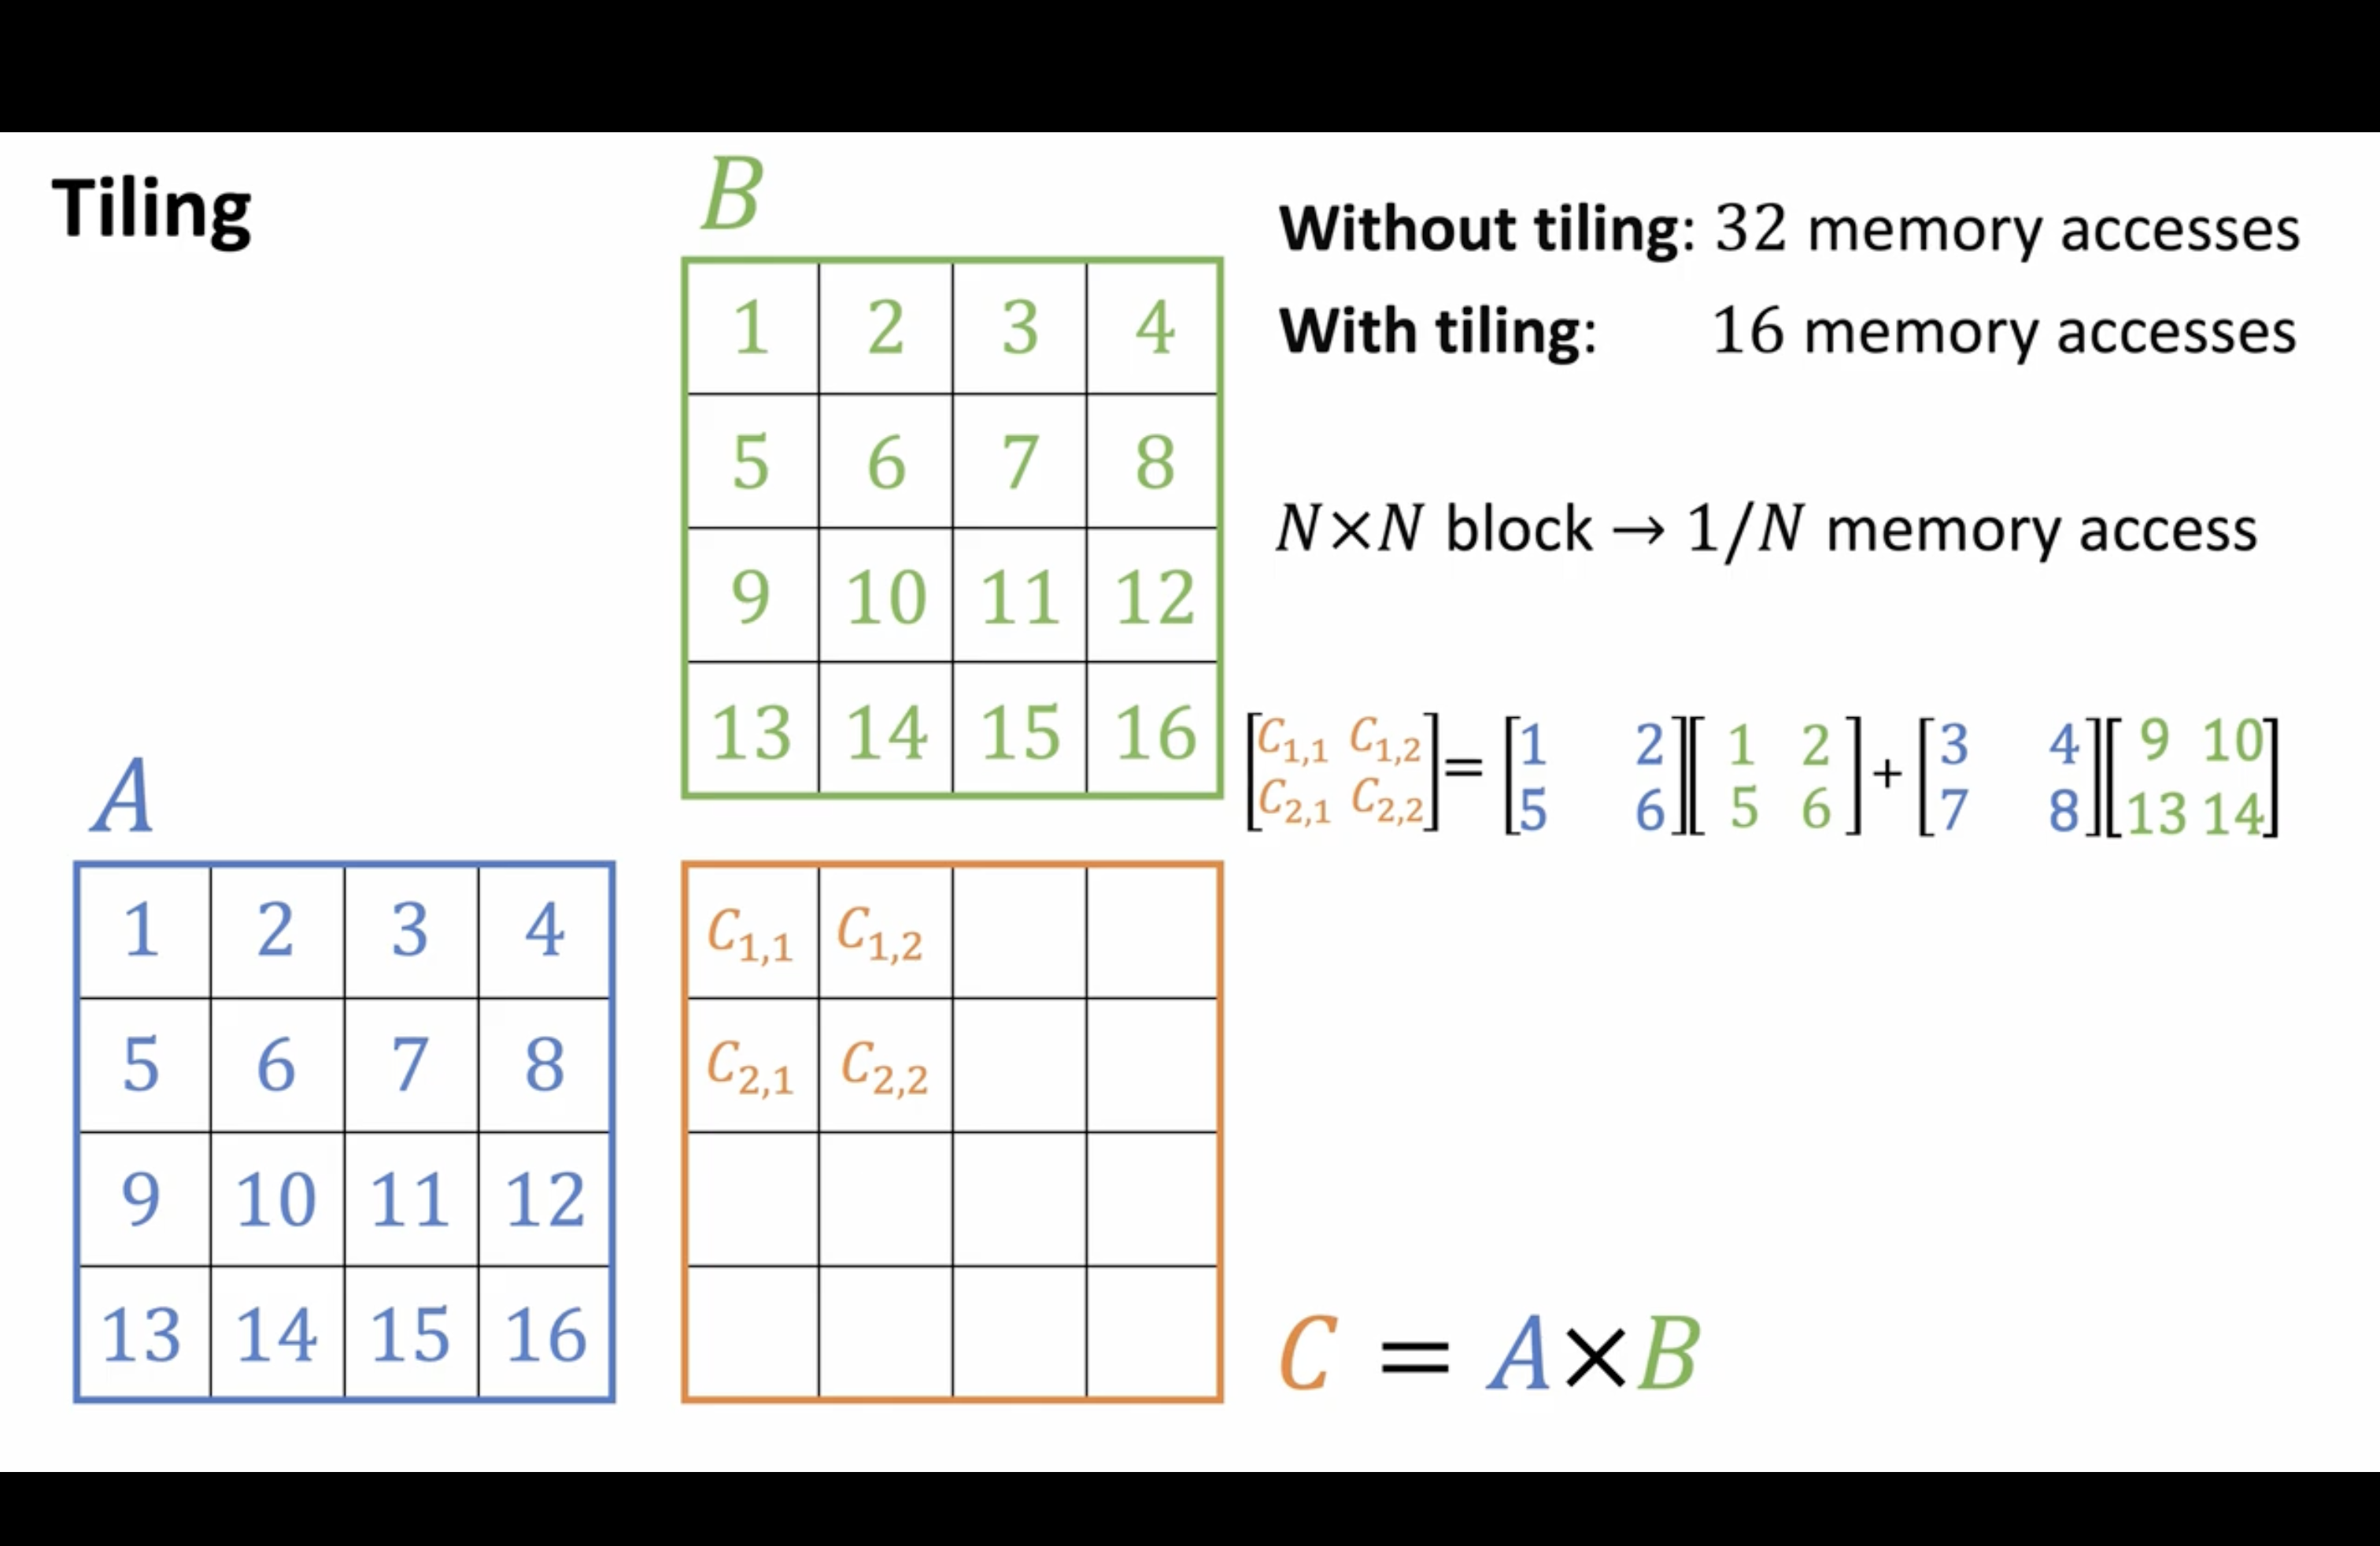 Tiling
B
1 2 3 4
5 6 7 8
9 10 11 12
13 14 15 16
Without tiling: 32 memory accesses
With tiling: 16 memory accesses
N×N block → 1/N memory access
[C1,1 C1,2] = [1 2][1 2] + [3 4][9 10]
[C2,1 C2,2] [5 6][5 6] [7 8][13 14]
A
1 2 3 4
5 6 7 8
9 10 11 12
13 14 15 16
C1,1 C1,2
C2,1 C2,2
C = A×B